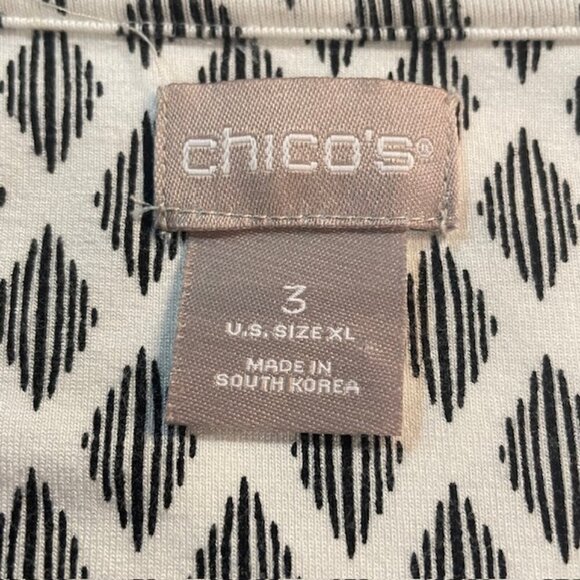 chico's®
3
U.S. SIZE XL
MADE IN
SOUTH KOREA